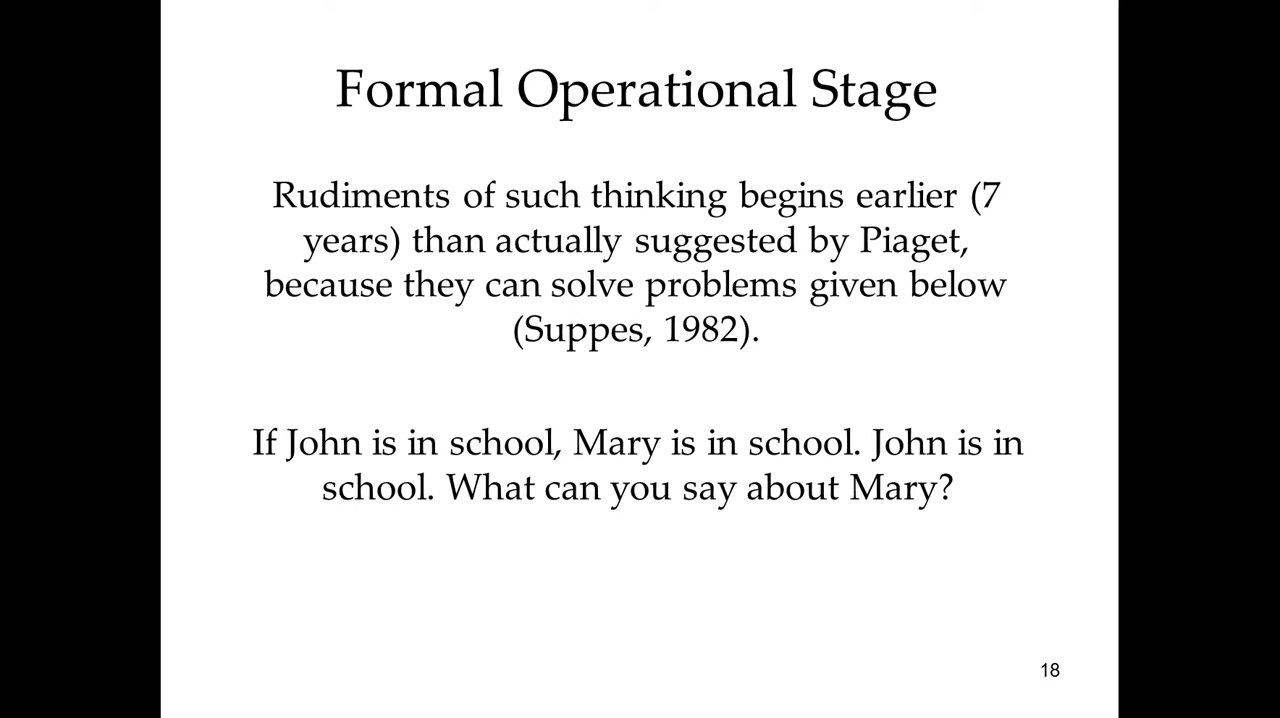 Formal Operational Stage
Rudiments of such thinking begins earlier (7
years) than actually suggested by Piaget,
because they can solve problems given below
(Suppes, 1982).
If John is in school, Mary is in school. John is in
school. What can you say about Mary?
18